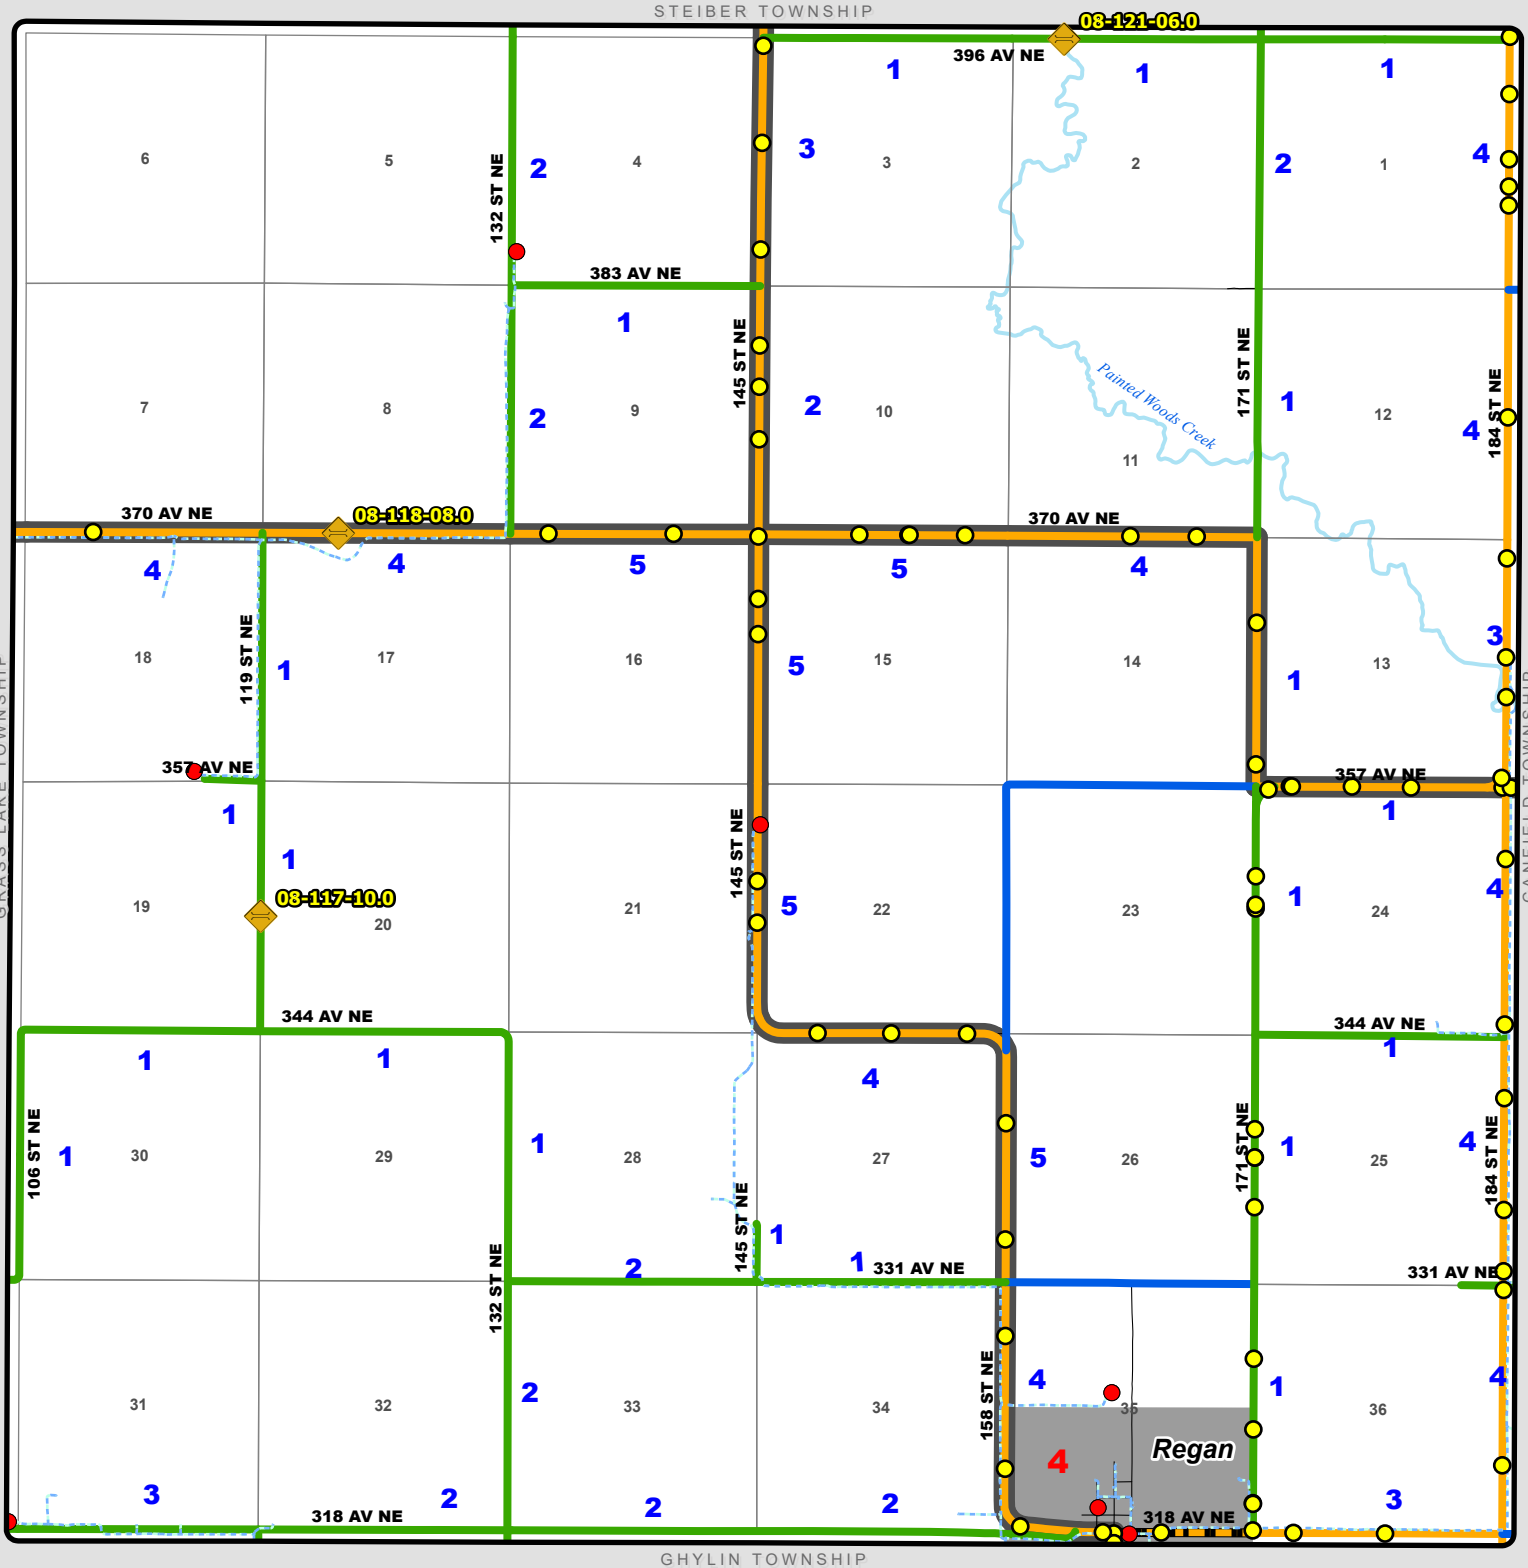 STEIBER TOWNSHIP
08-121-06.0
396 AV NE
1
1
1
6
5
132 ST NE
2
4
3
3
2
2
1
4
383 AV NE
1
145 ST NE
171 ST NE
184 ST NE
Painted Woods Creek
7
8
2
9
2
10
11
1
12
4
370 AV NE
08-118-08.0
370 AV NE
4
4
5
5
4
18
119 ST NE
1
17
16
5
15
14
1
13
3
357 AV NE
357 AV NE
1
1
1
19
08-117-10.0
20
21
145 ST NE
5
22
23
1
24
4
GRASS LAKE TOWNSHIP
CANFIELD TOWNSHIP
344 AV NE
344 AV NE
1
1
4
1
106 ST NE
1
30
29
1
28
27
5
26
171 ST NE
1
25
4
184 ST NE
145 ST NE
1
2
1
331 AV NE
331 AV NE
132 ST NE
158 ST NE
31
32
2
33
34
4
35
1
36
4
Regan
4
3
318 AV NE
2
2
2
318 AV NE
3
GHYLIN TOWNSHIP